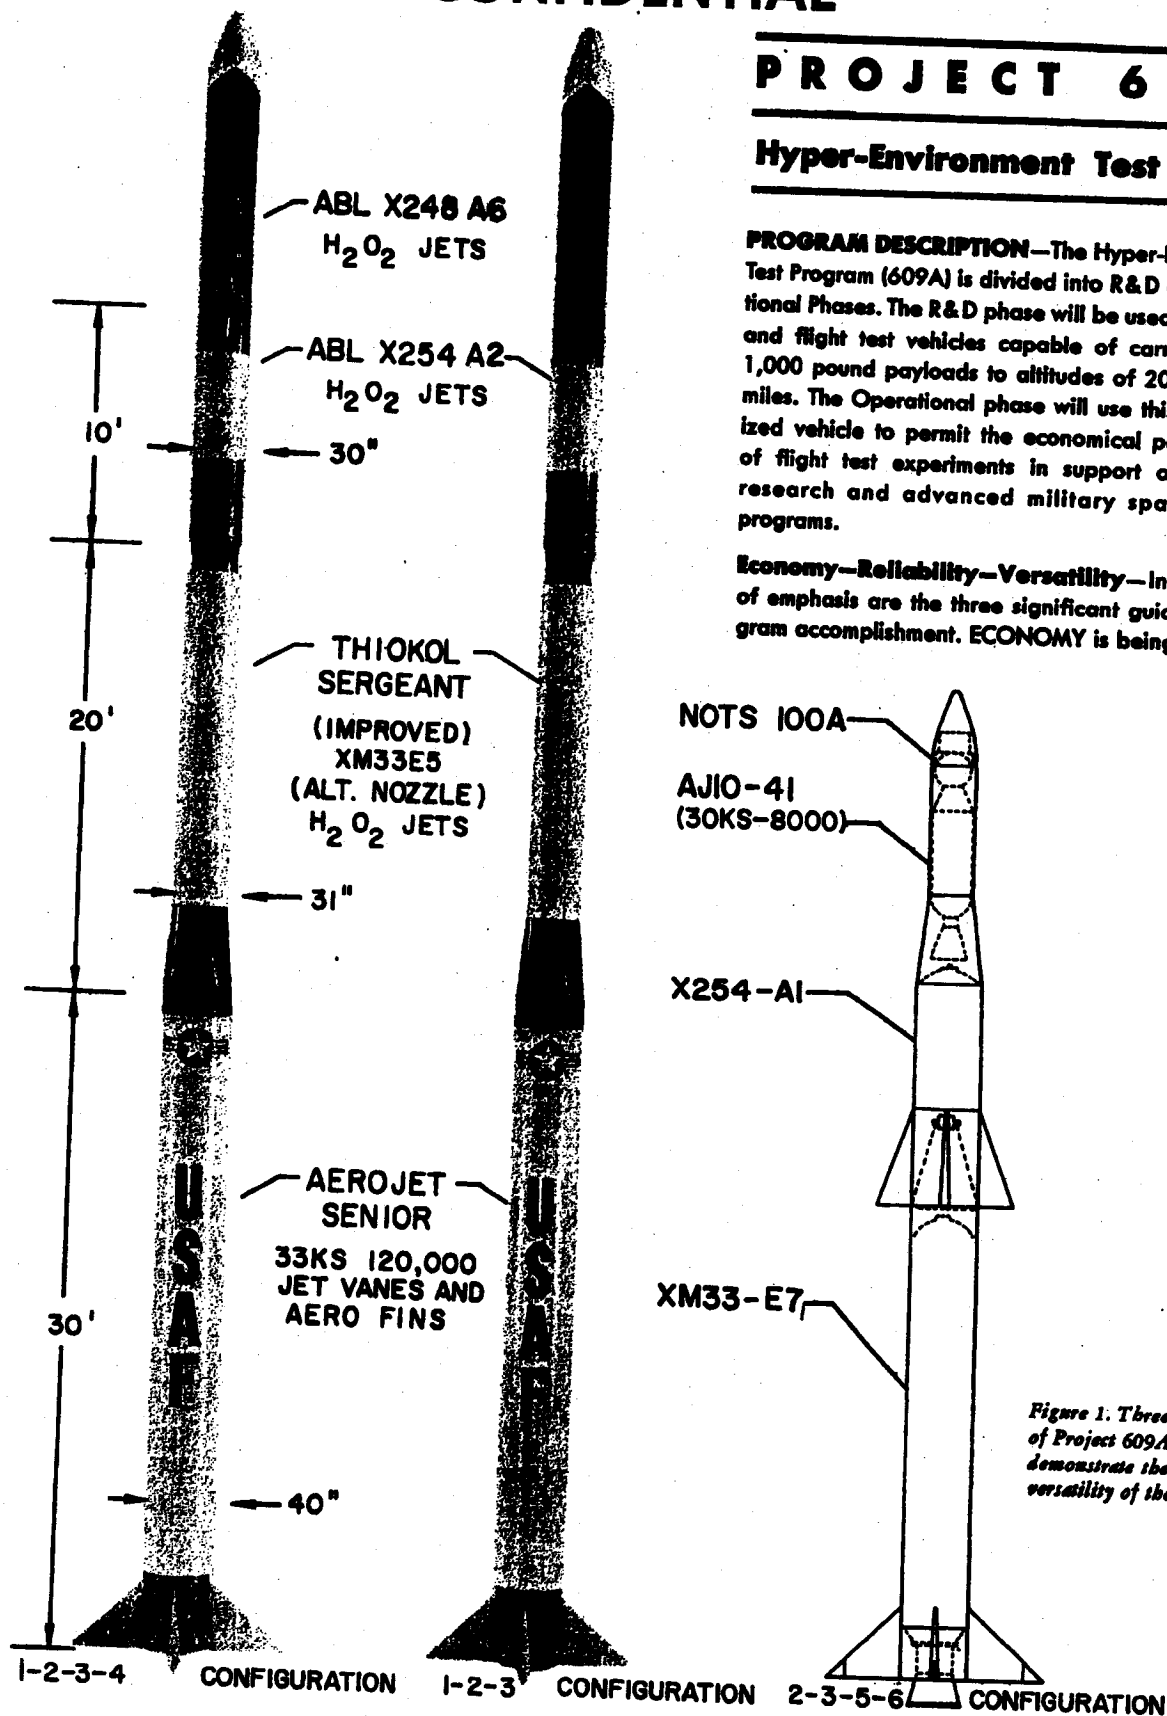 CONFIDENTIAL
PROJECT 6
Hyper-Environment Test
PROGRAM DESCRIPTION—The Hyper-
Test Program (609A) is divided into R&D
tional Phases. The R&D phase will be used
and flight test vehicles capable of
1,000 pound payloads to altitudes of 20
miles. The Operational phase will use
ized vehicle to permit the economical
of flight test experiments in support
research and advanced military
programs.
Economy—Reliability—Versatility—In
of emphasis are the three significant
gram accomplishment. ECONOMY is being
ABL X248 A6
H2O2 JETS
ABL X254 A2
H2O2 JETS
10'
30"
THIOKOL
SERGEANT
(IMPROVED)
XM33E5
(ALT. NOZZLE)
H2O2 JETS
20'
31"
AEROJET
SENIOR
33KS 120,000
JET VANES AND
AERO FINS
30'
40"
USAF
USAF
NOTS 100A
AJ10-41
(30KS-8000)
X254-A1
XM33-E7
Figure 1. Three
of Project 609A
demonstrate the
versatility of the
1-2-3-4 CONFIGURATION
1-2-3 CONFIGURATION
2-3-5-6 CONFIGURATION